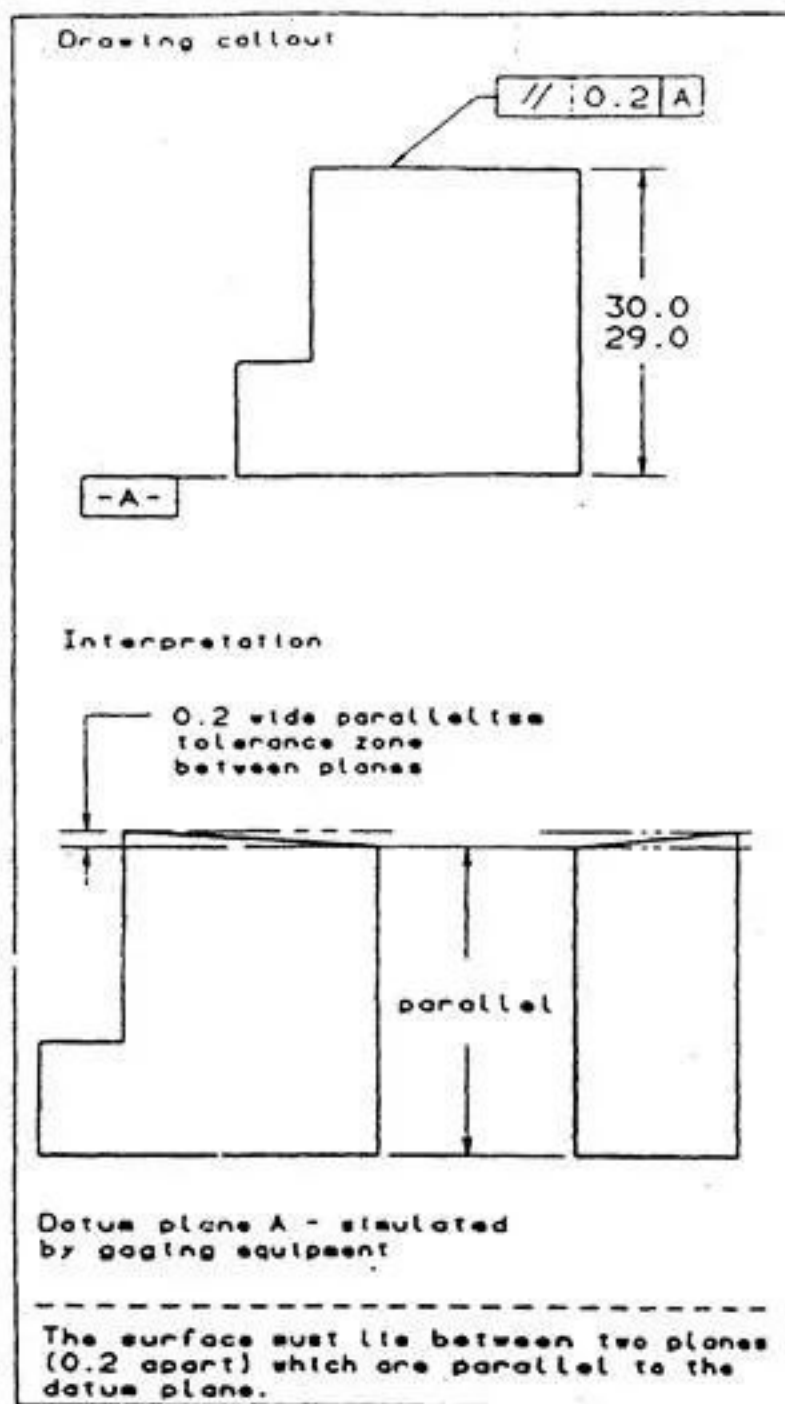 Drawing callout
// 0.2 A
30.0
29.0
-A-
Interpretation
0.2 wide parallelism
tolerance zone
between planes
parallel
Datum plane A - simulated
by gaging equipment
The surface must lie between two planes
(0.2 apart) which are parallel to the
datum plane.